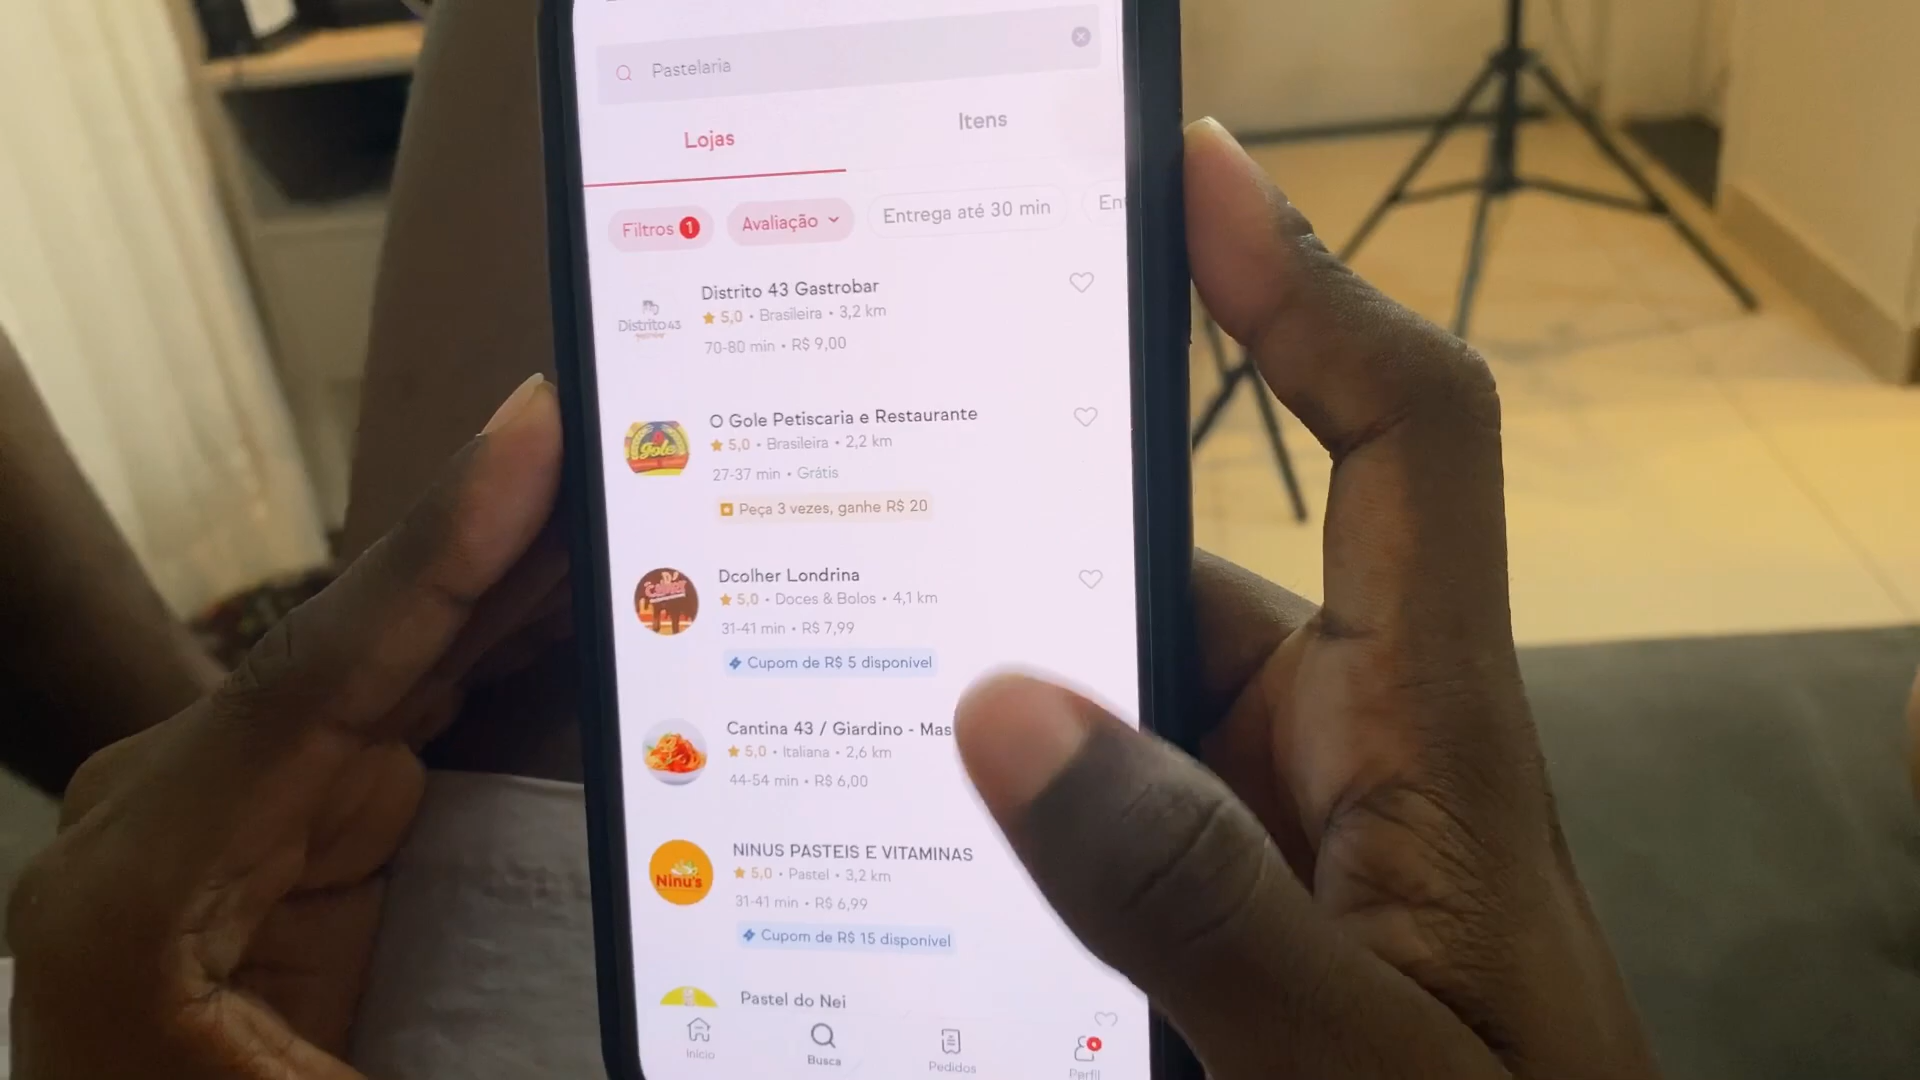 Pastelaria
Lojas
Itens
Filtros 1
Avaliação
Entrega até 30 min
Distrito 43 Gastrobar
5,0 • Brasileira • 3,2 km
70-80 min • R$ 9,00
Distrito 43
O Gole Petiscaria e Restaurante
5,0 • Brasileira • 2,2 km
27-37 min • Grátis
Peça 3 vezes, ganhe R$ 20
Gole
Dcolher Londrina
5,0 • Doces & Bolos • 4,1 km
31-41 min • R$ 7,99
Cupom de R$ 5 disponível
Cantina 43 / Giardino - Mas
5,0 • Italiana • 2,6 km
44-54 min • R$ 6,00
NINUS PASTEIS E VITAMINAS
5,0 • Pastel • 3,2 km
31-41 min • R$ 6,99
Cupom de R$ 15 disponível
Ninu's
Pastel do Nei
Início
Busca
Pedidos
Perfil